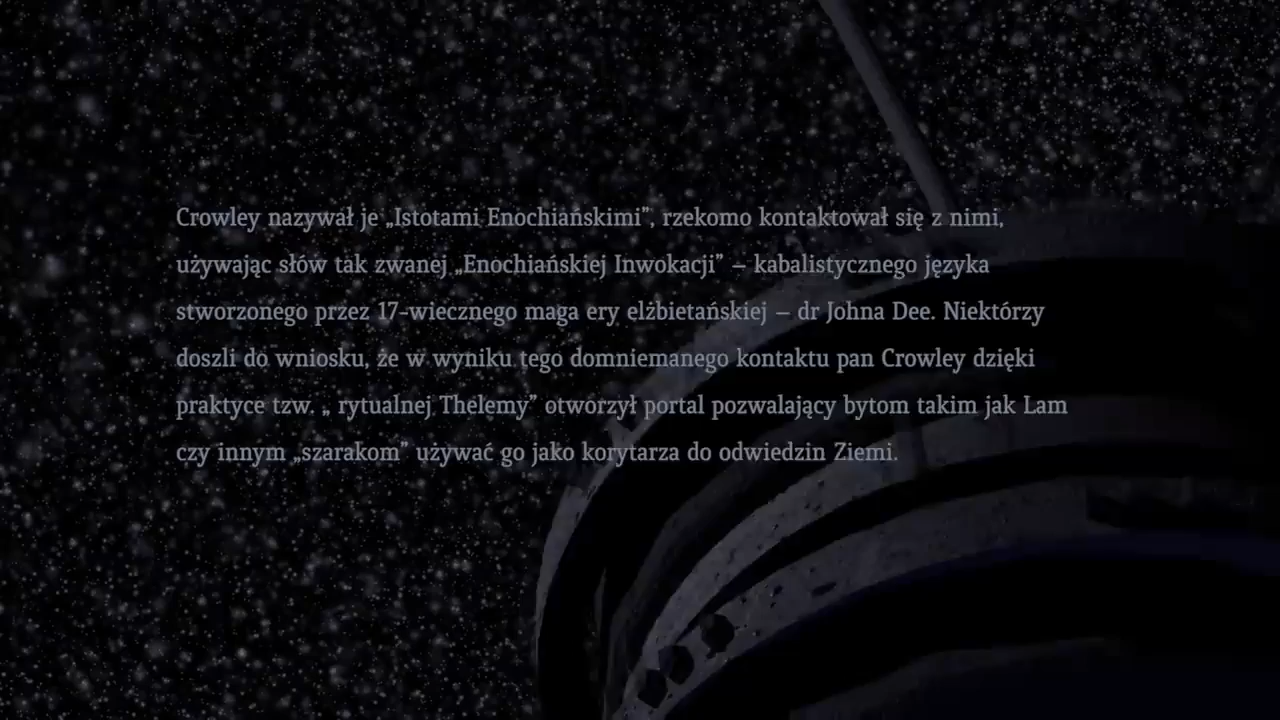 Crowley nazywał je „Istotami Enochiańskimi”, rzekomo kontaktował się z nimi,
używając słów tak zwanej „Enochiańskiej Inwokacji” – kabalistycznego języka
stworzonego przez 17-wiecznego maga ery elżbietańskiej – dr Johna Dee. Niektórzy
doszli do wniosku, że w wyniku tego domniemanego kontaktu pan Crowley dzięki
praktyce tzw. „ rytualnej Thelemy” otworzył portal pozwalający bytom takim jak Lam
czy innym „szarakom” używać go jako korytarza do odwiedzin Ziemi.